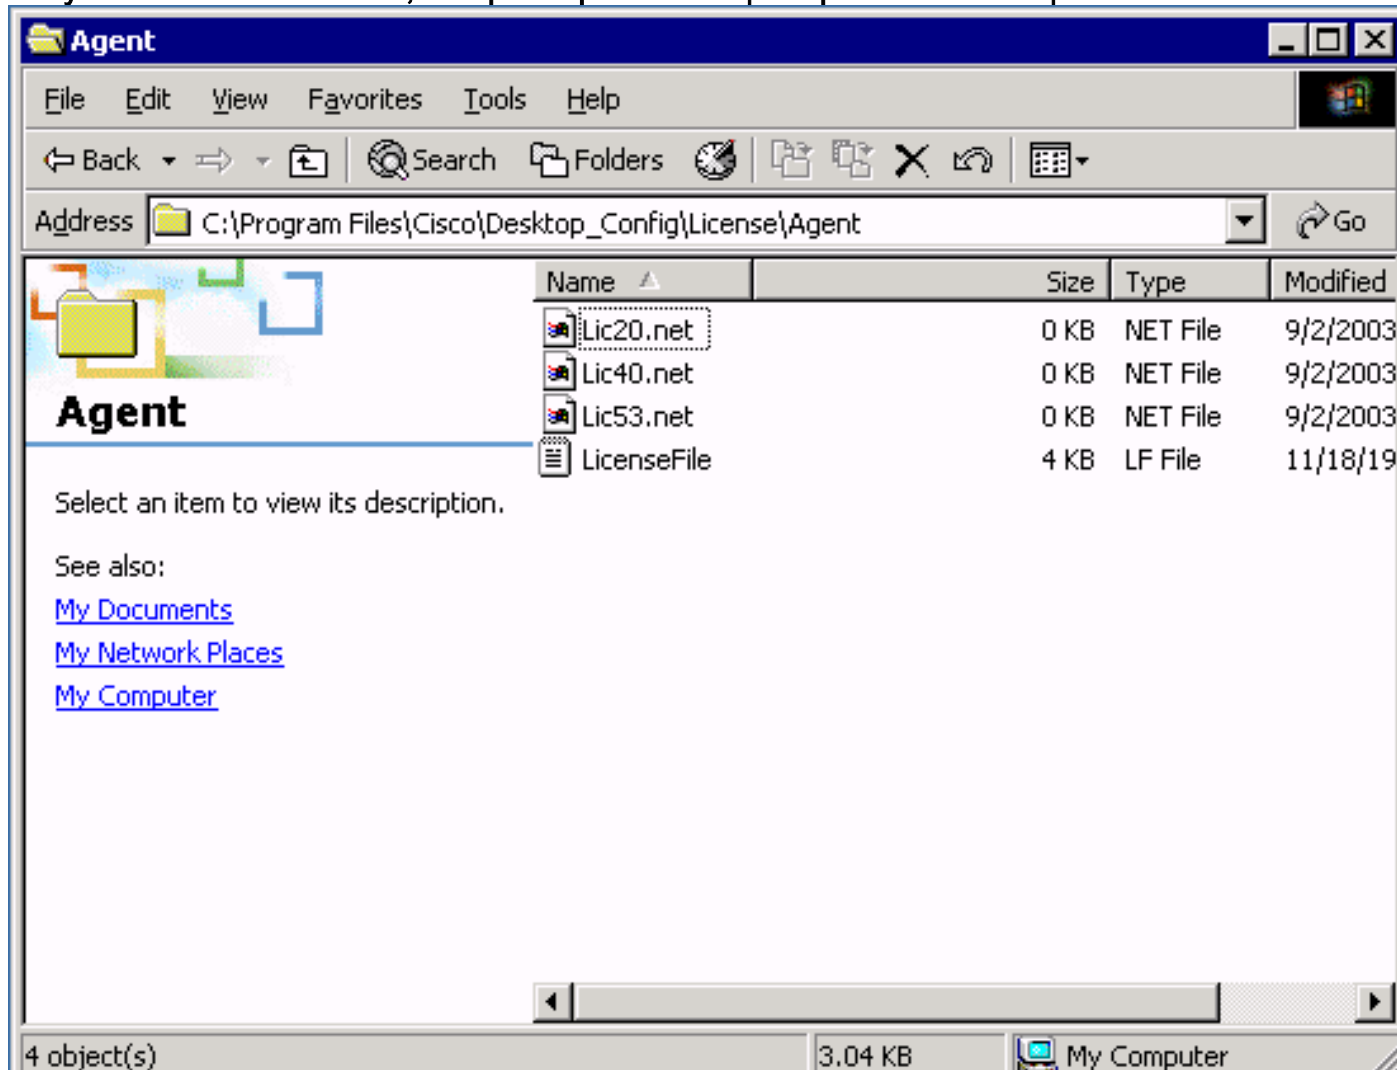 Agent
File Edit View Favorites Tools Help
Back Search Folders
Address C:\Program Files\Cisco\Desktop_Config\License\Agent Go
Name Size Type Modified
Lic20.net 0 KB NET File 9/2/2003
Lic40.net 0 KB NET File 9/2/2003
Lic53.net 0 KB NET File 9/2/2003
LicenseFile 4 KB LF File 11/18/19
Agent
Select an item to view its description.
See also:
My Documents
My Network Places
My Computer
4 object(s) 3.04 KB My Computer